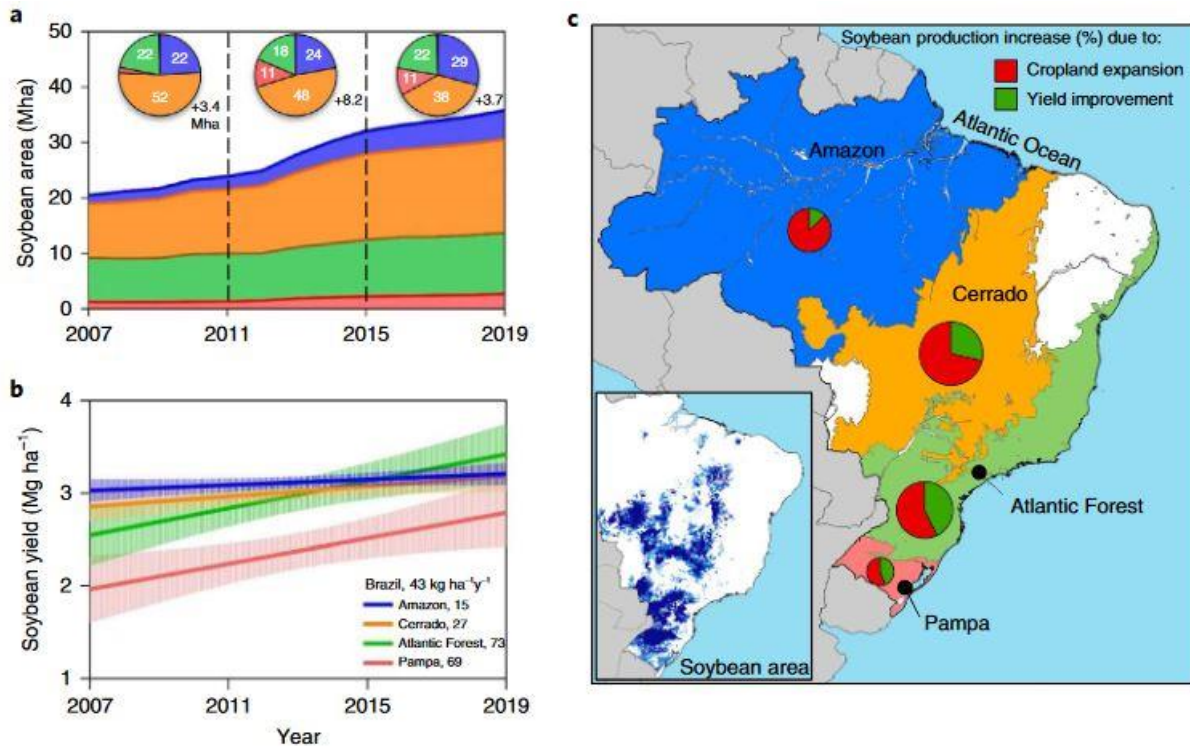 a
50
40
30
20
10
0
Soybean area (Mha)
22
22
52
+3.4
Mha
18
24
11
48
+8.2
22
29
11
38
+3.7
2007
2011
2015
2019
b
4
3
2
1
Soybean yield (Mg ha⁻¹)
Brazil, 43 kg ha⁻¹y⁻¹
Amazon, 15
Cerrado, 27
Atlantic Forest, 73
Pampa, 69
2007
2011
2015
2019
Year
c
Soybean production increase (%) due to:
Cropland expansion
Yield improvement
Atlantic Ocean
Amazon
Cerrado
Atlantic Forest
Pampa
Soybean area